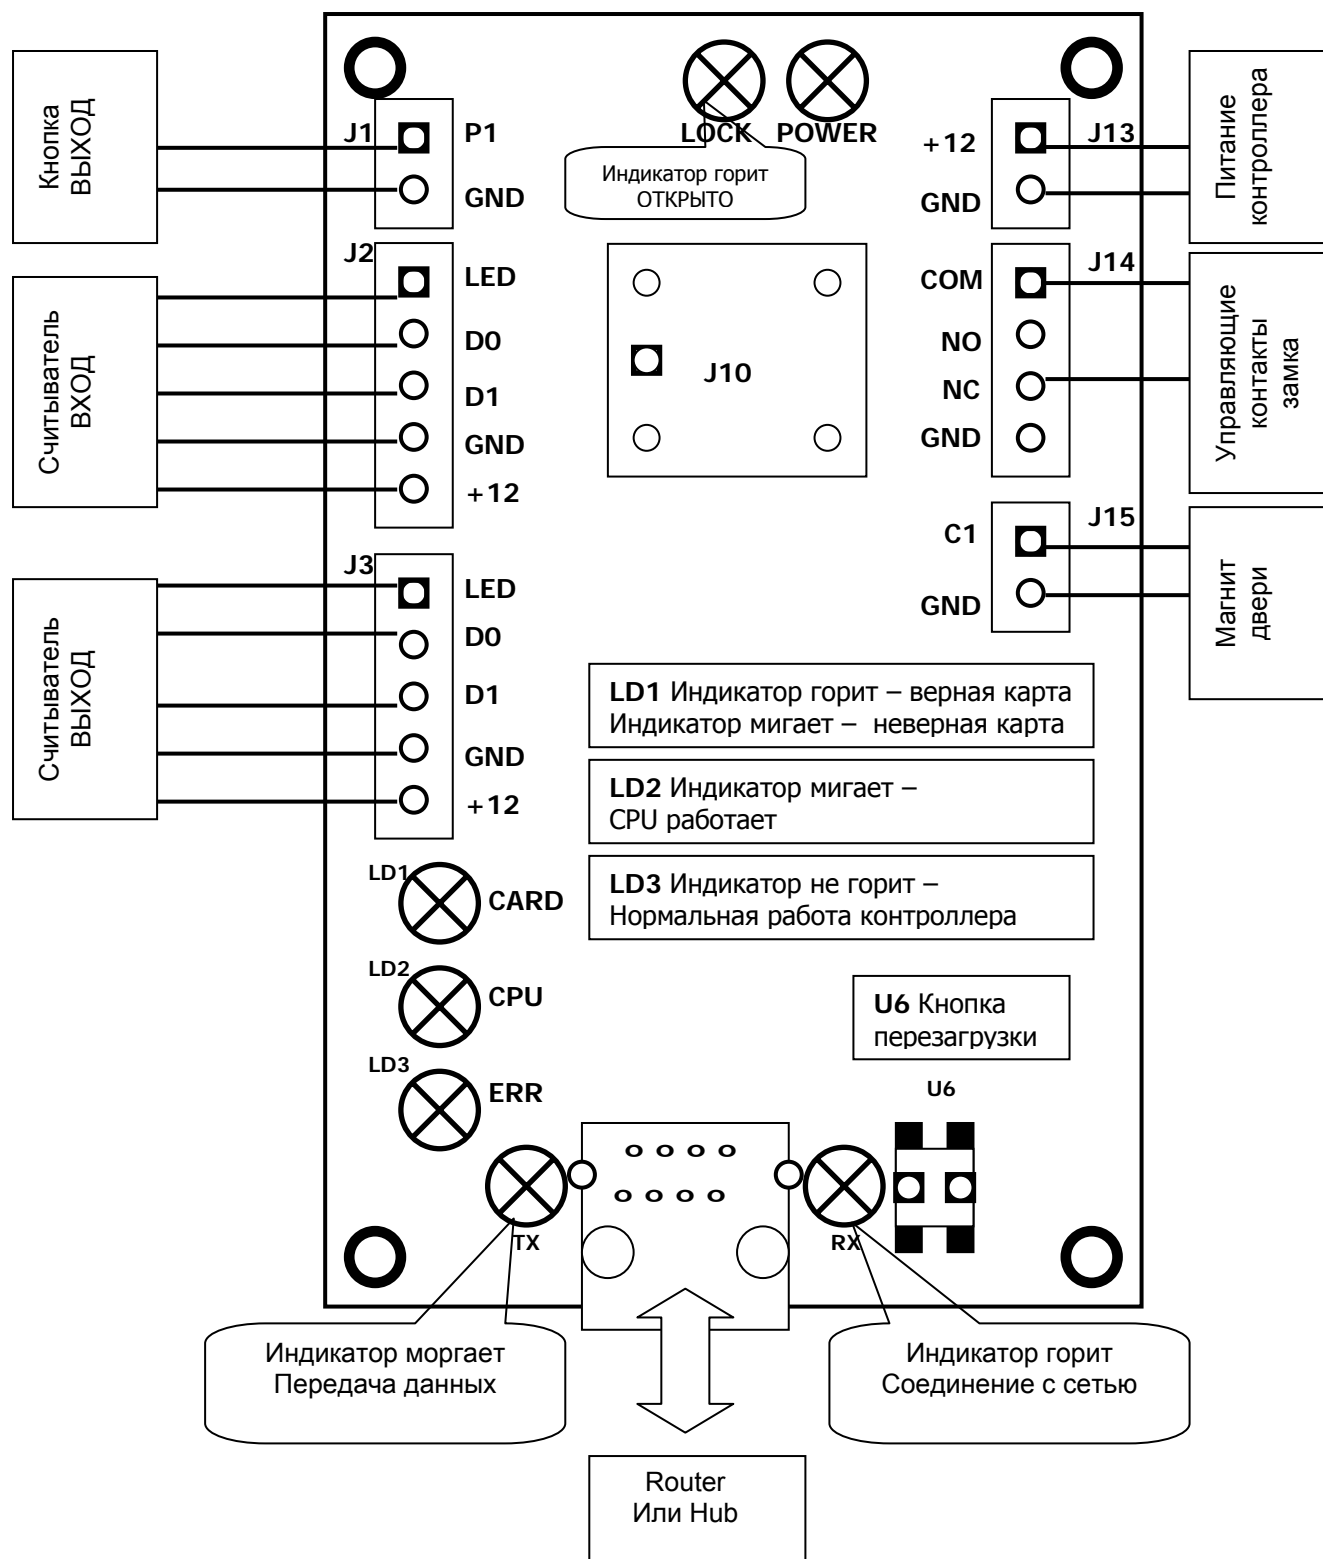 Кнопка
ВЫХОД
Считыватель
ВХОД
Считыватель
ВЫХОД
J1
P1
GND
J2
LED
D0
D1
GND
+12
J3
LED
D0
D1
GND
+12
LOCK
POWER
Индикатор горит
ОТКРЫТО
J10
+12
J13
GND
COM
J14
NO
NC
GND
C1
J15
GND
Питание
контроллера
Управляющие
контакты
замка
Магнит
двери
LD1 Индикатор горит – верная карта
Индикатор мигает – неверная карта
LD2 Индикатор мигает –
CPU работает
LD3 Индикатор не горит –
Нормальная работа контроллера
LD1
CARD
LD2
CPU
LD3
ERR
U6 Кнопка
перезагрузки
U6
TX
RX
Индикатор моргает
Передача данных
Индикатор горит
Соединение с сетью
Router
Или Hub